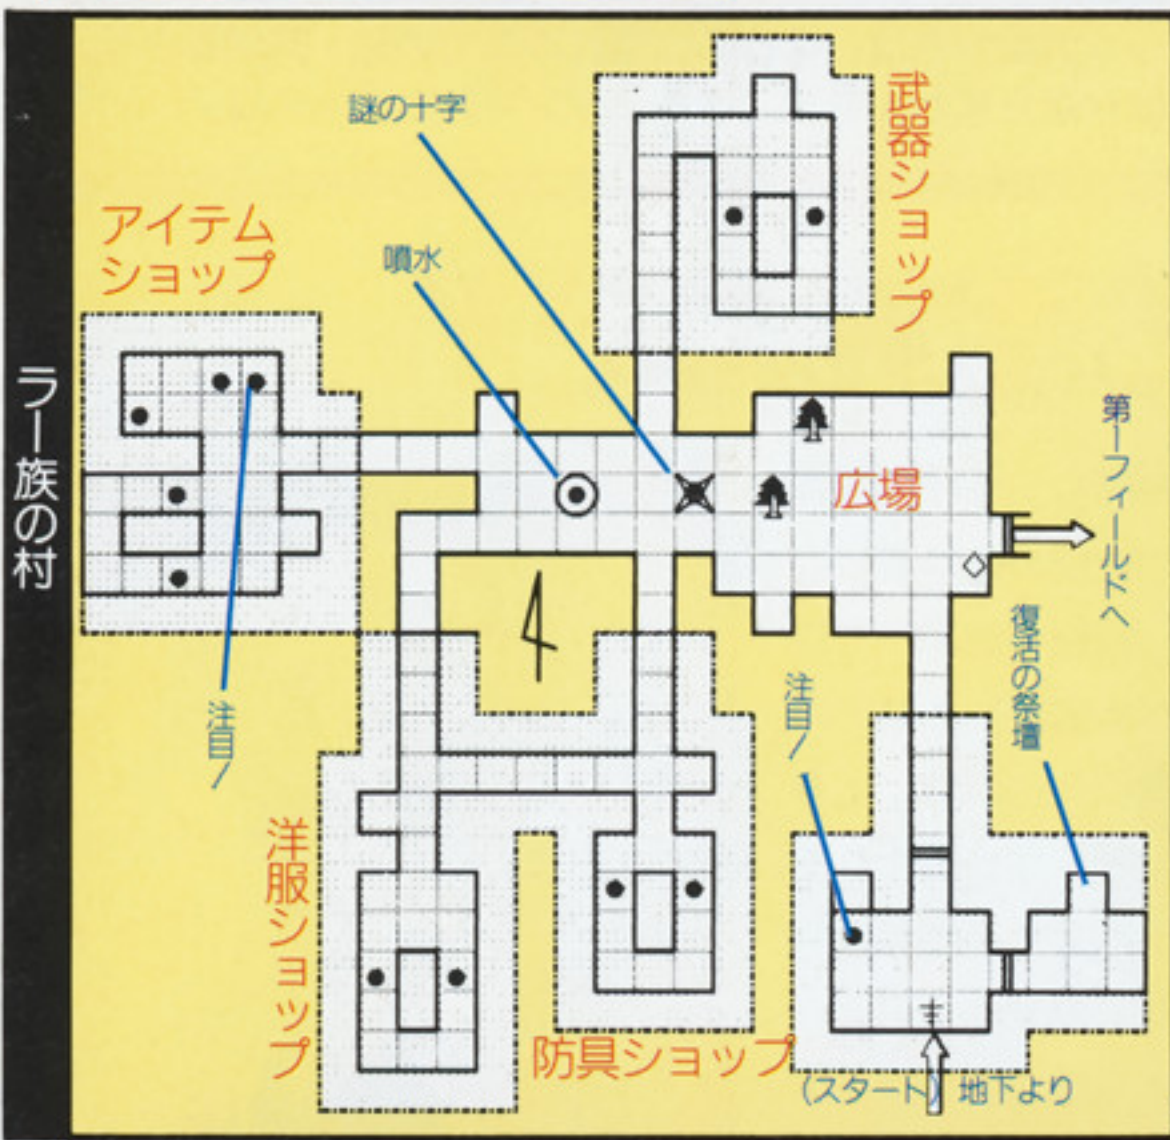 ラー族の村
謎の十字
武器ショップ
アイテム
ショップ
噴水
広場
第一フィールドへ
注目!
注目!
復活の祭壇
洋服ショップ
防具ショップ
(スタート) 地下より